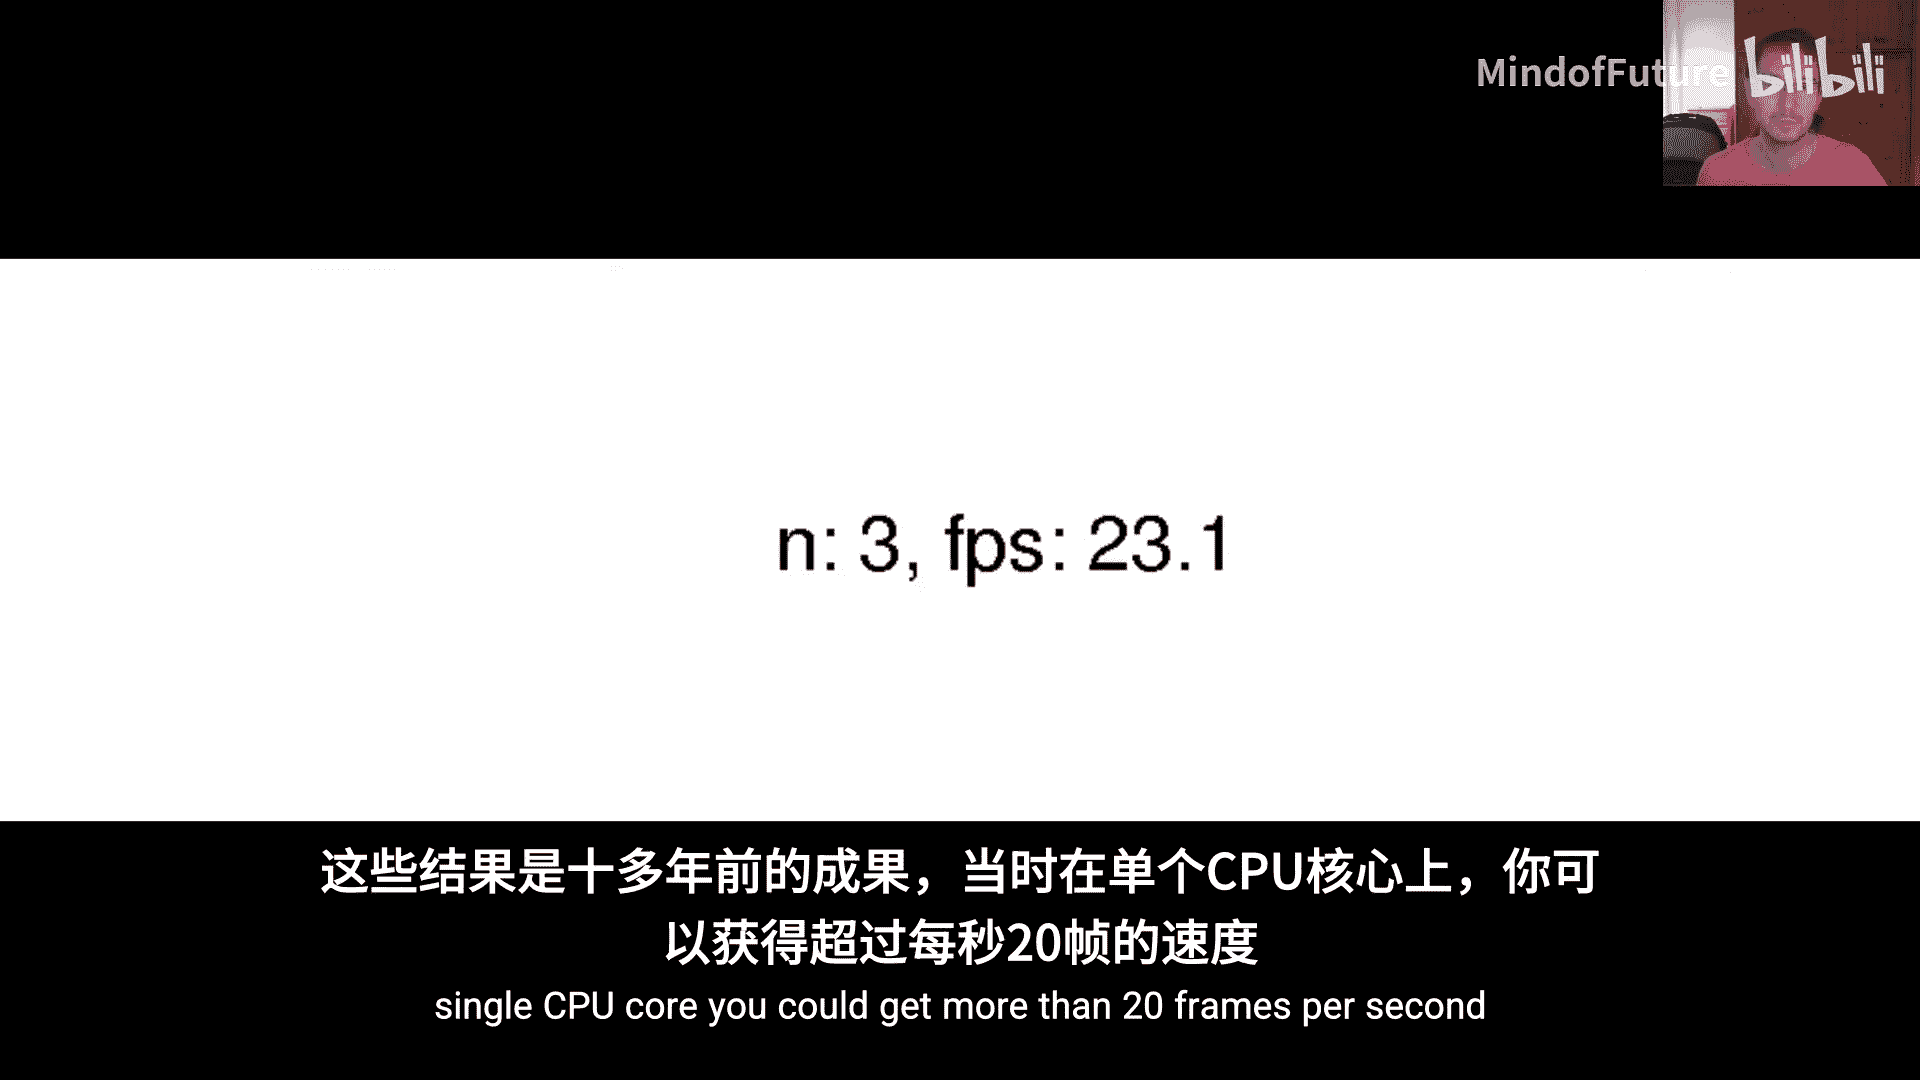 MindofFuture bilibili
n: 3, fps: 23.1
这些结果是十多年前的成果，当时在单个CPU核心上，你可
以获得超过每秒20帧的速度
single CPU core you could get more than 20 frames per second